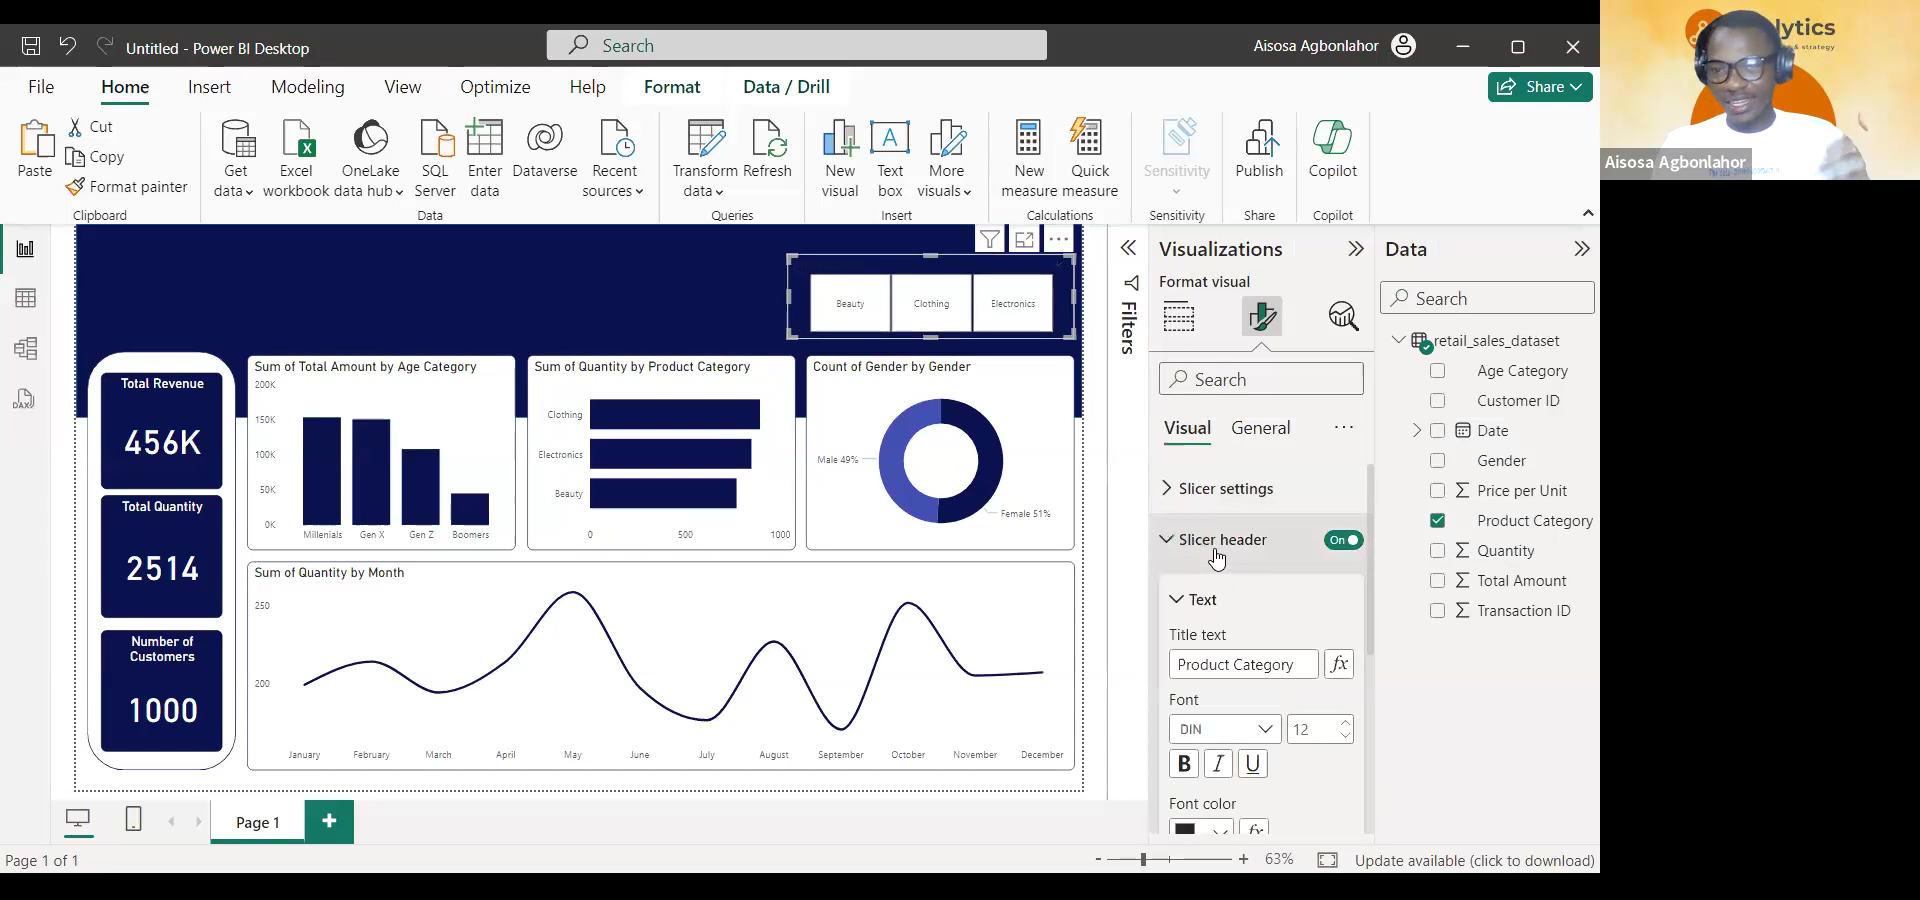 Untitled - Power BI Desktop
Search
Aisosa Agbonlahor
lytics
& strategy
Aisosa Agbonlahor
File Home Insert Modeling View Optimize Help Format Data / Drill
Share
Paste
Cut
Copy
Format painter
Clipboard
Get data
Excel workbook
OneLake data hub
SQL Server
Enter data
Dataverse
Recent sources
Data
Transform data
Refresh
Queries
New visual
A
Text box
More visuals
Insert
New measure
Quick measure
Calculations
Sensitivity
Sensitivity
Publish
Share
Copilot
Copilot
Beauty Clothing Electronics
Total Revenue
456K
Total Quantity
2514
Number of
Customers
1000
Sum of Total Amount by Age Category
200K
150K
100K
50K
0K
Millenials Gen X Gen Z Boomers
Sum of Quantity by Product Category
Clothing
Electronics
Beauty
0 500 1000
Count of Gender by Gender
Male 49%
Female 51%
Sum of Quantity by Month
250
200
January February March April May June July August September October November December
Filters
Visualizations
Format visual
Search
Visual General
Slicer settings
Slicer header On
Text
Title text
Product Category fx
Font
DIN 12
B I U
Font color
fx
Data
Search
retail_sales_dataset
Age Category
Customer ID
Date
Gender
Price per Unit
Product Category
Quantity
Total Amount
Transaction ID
DAX
Page 1
Page 1 of 1
- + 63%
Update available (click to download)